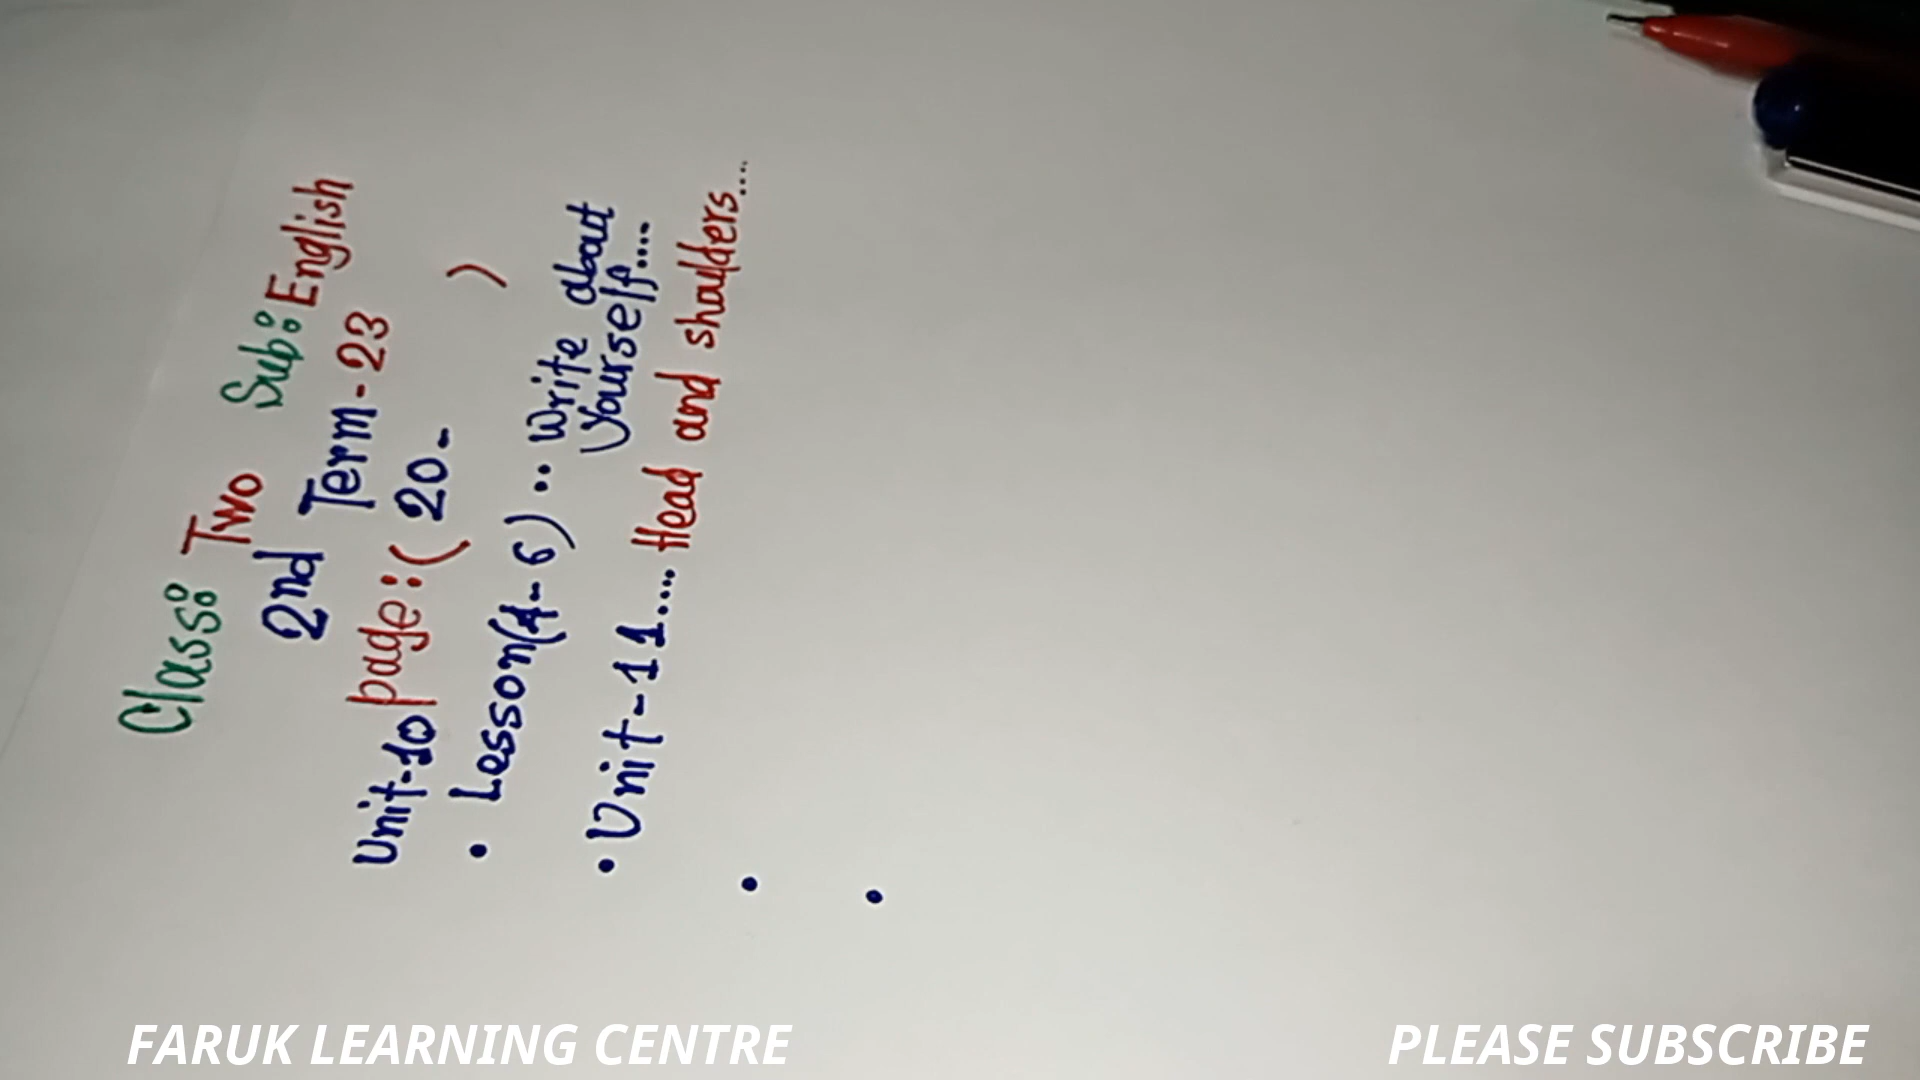 Class: Two Sub: English
2nd Term-23
Unit-10 page: ( 20- )
• Lesson(4-6) .. Write about
yourself....
• Unit-11.... Head and shoulders....
•
•
FARUK LEARNING CENTRE
PLEASE SUBSCRIBE